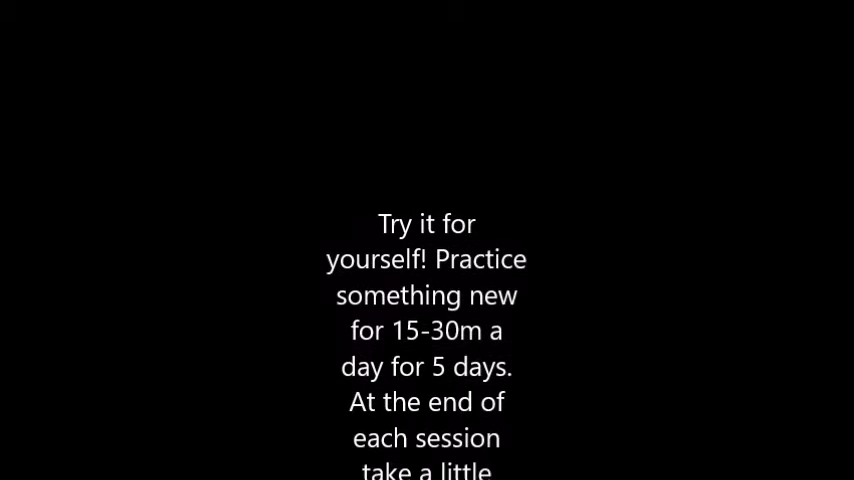 Try it for
yourself! Practice
something new
for 15-30m a
day for 5 days.
At the end of
each session
take a little